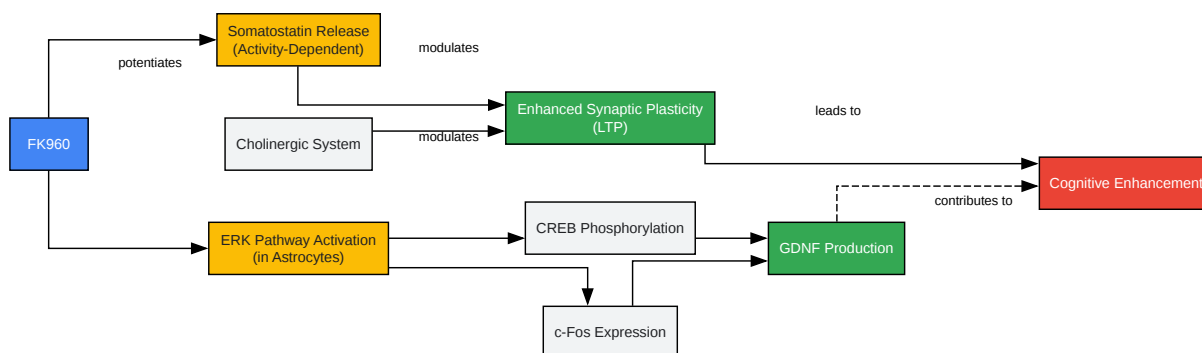 Somatostatin Release
(Activity-Dependent)
modulates
potentiates
Enhanced Synaptic Plasticity
(LTP)
leads to
FK960
Cholinergic System
modulates
Cognitive Enhancement
contributes to
CREB Phosphorylation
ERK Pathway Activation
(in Astrocytes)
GDNF Production
c-Fos Expression